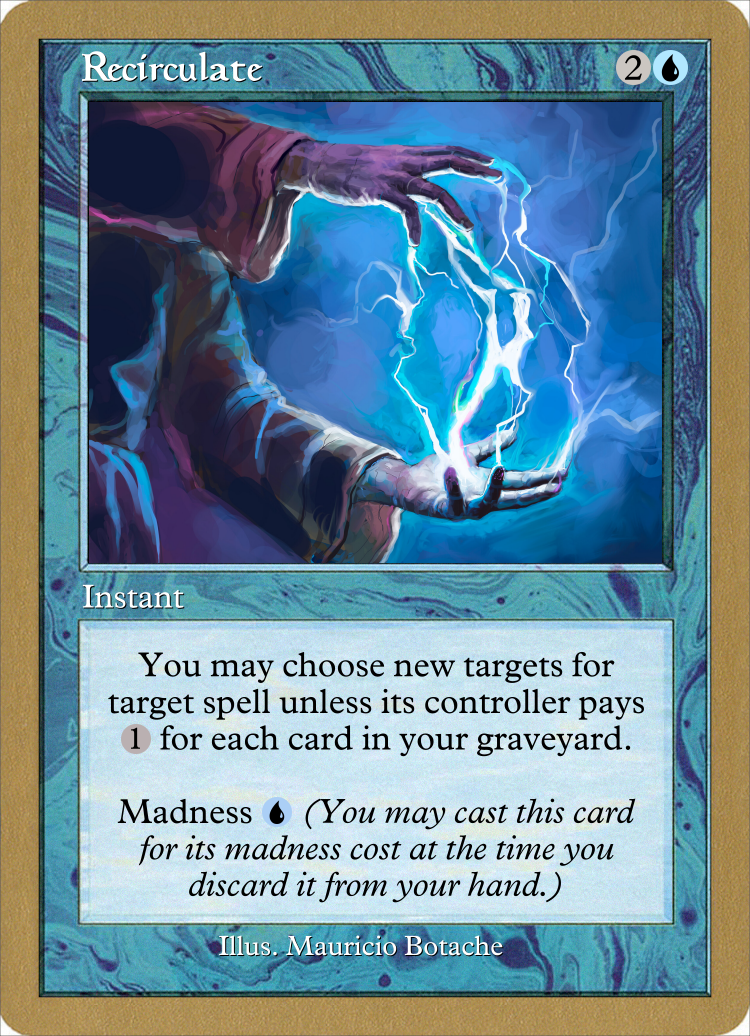 Recirculate 2
Instant
You may choose new targets for
target spell unless its controller pays
1 for each card in your graveyard.
Madness (You may cast this card
for its madness cost at the time you
discard it from your hand.)
Illus. Mauricio Botache